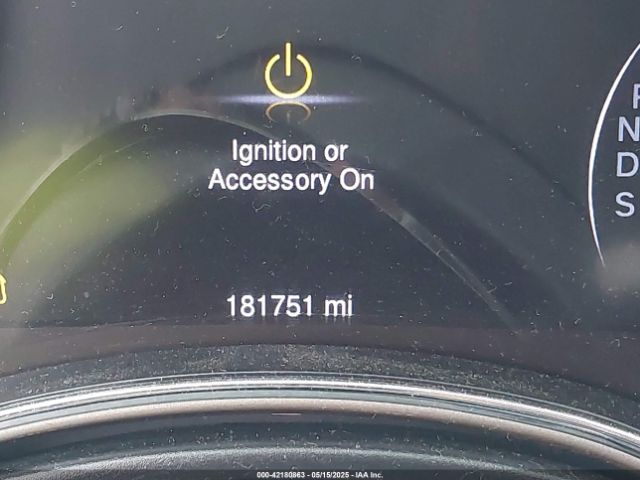 Ignition or
Accessory On
N
D
S
181751 mi
000-42180863 - 05/15/2025 - IAA Inc.